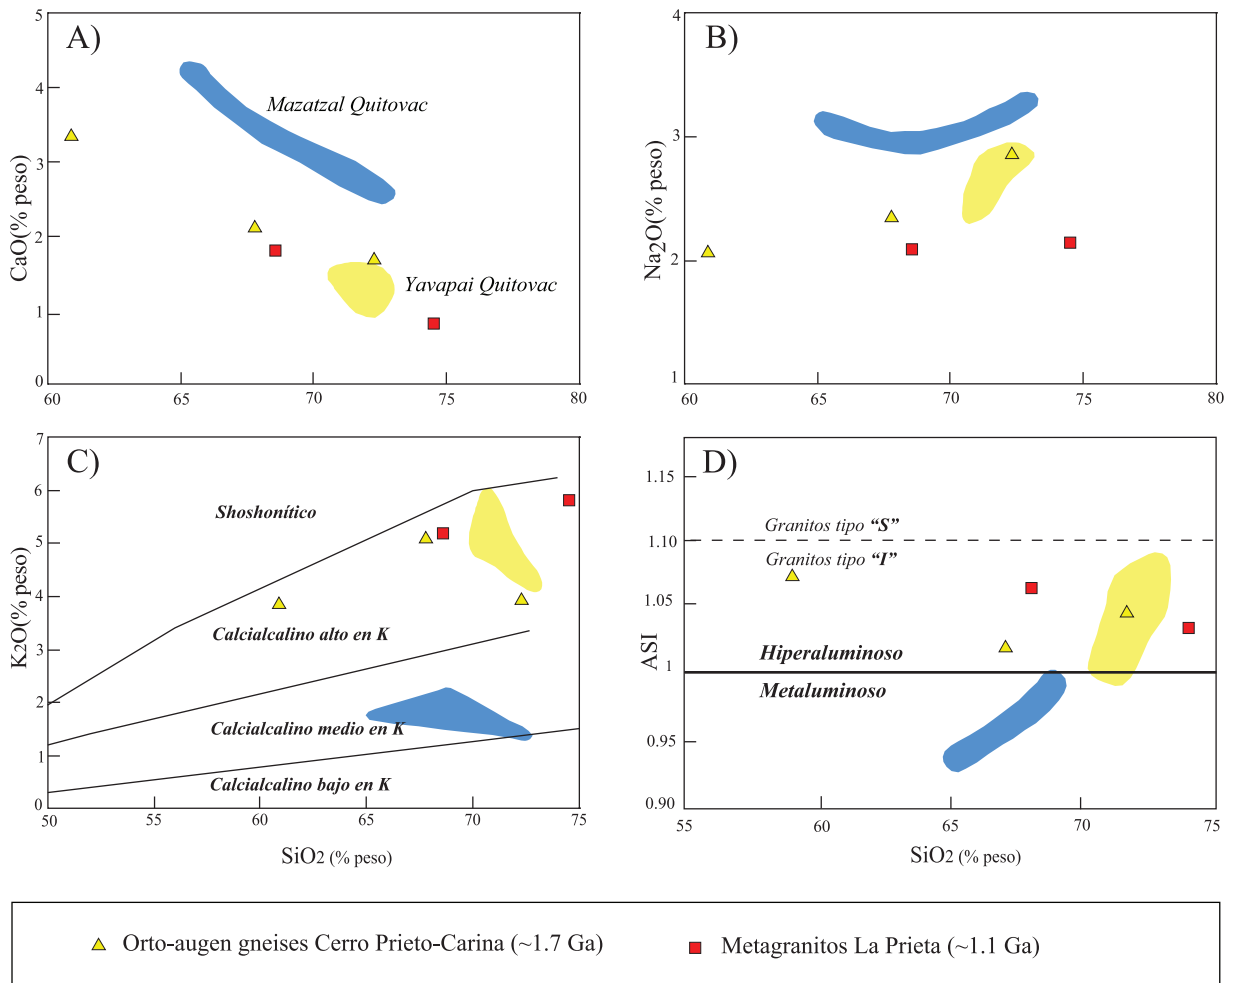 A)
5
4
3
2
1
0
CaO(% peso)
Mazatzal Quitovac
Yavapai Quitovac
60
65
70
75
80
B)
4
3
2
1
Na2O(% peso)
60
65
70
75
80
C)
7
6
5
4
3
2
1
0
K2O(% peso)
Shoshonítico
Calcialcalino alto en K
Calcialcalino medio en K
Calcialcalino bajo en K
50
55
60
65
70
75
SiO2 (% peso)
D)
1.15
1.10
1.05
1
0.95
0.90
ASI
Granitos tipo “S”
Granitos tipo “I”
Hiperaluminoso
Metaluminoso
55
60
65
70
75
SiO2 (% peso)
Orto-augen gneises Cerro Prieto-Carina (~1.7 Ga)
Metagranitos La Prieta (~1.1 Ga)